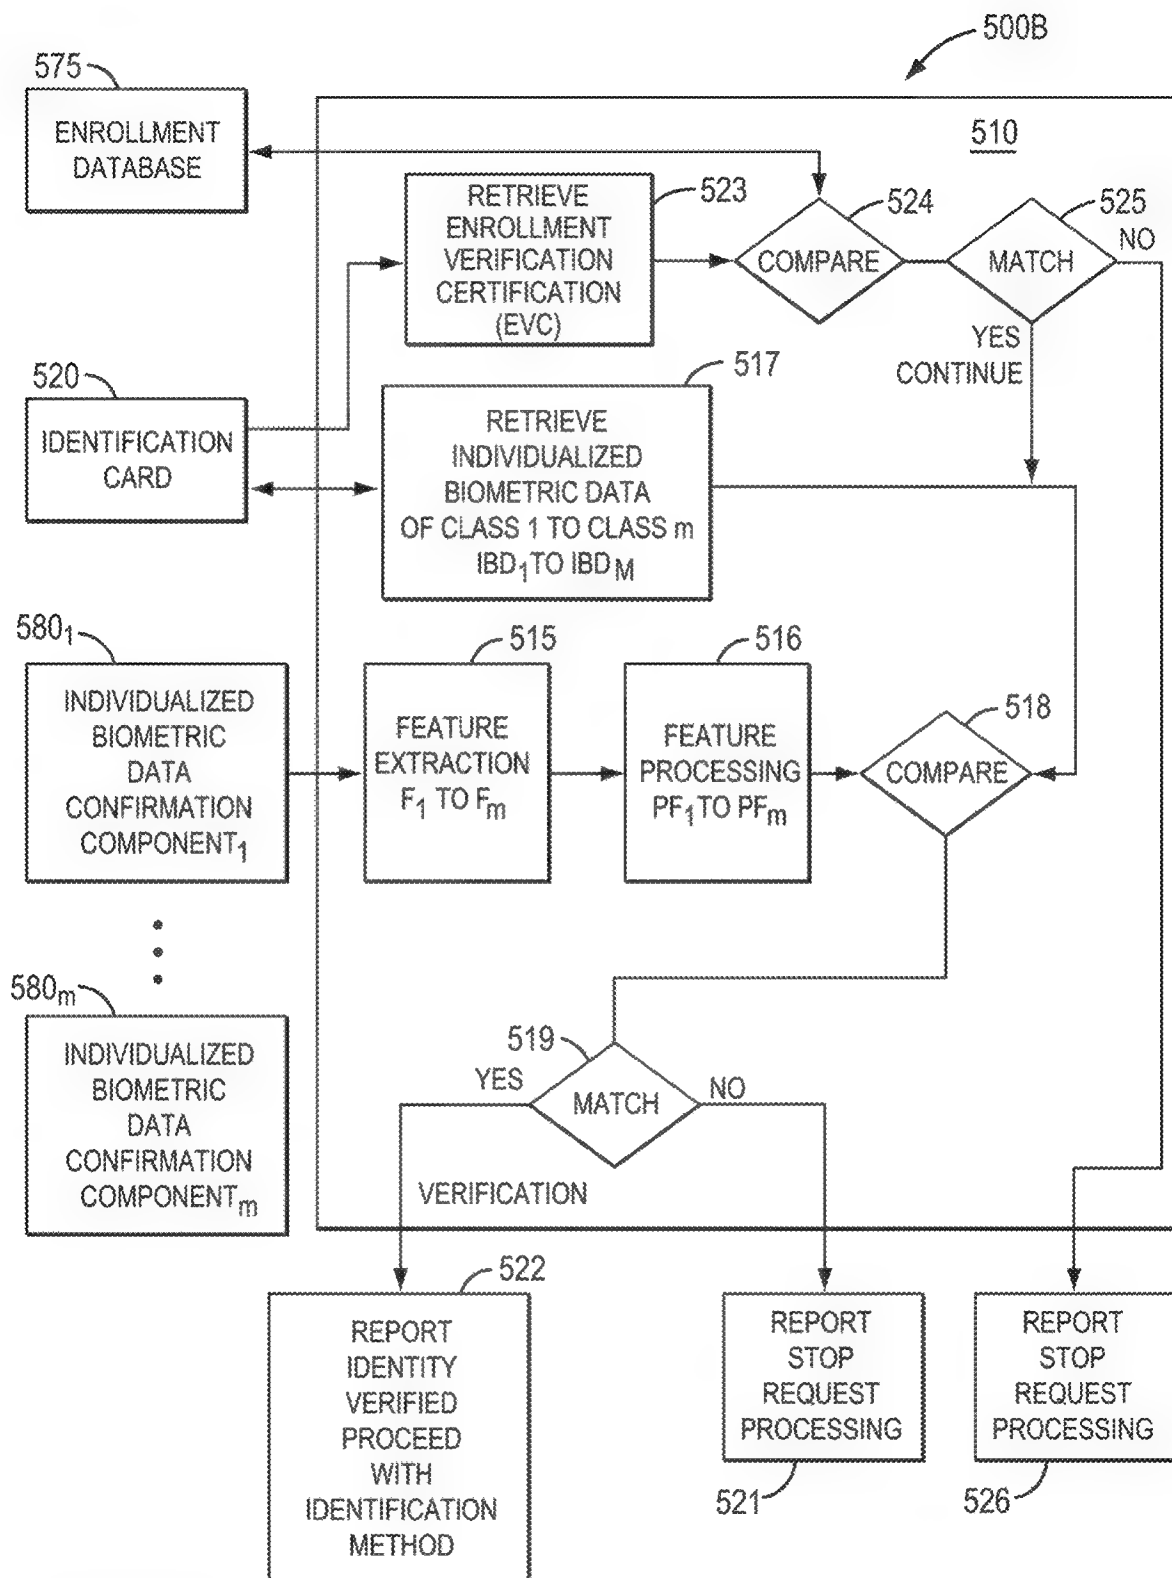 500B
575
ENROLLMENT
DATABASE
510
RETRIEVE
ENROLLMENT
VERIFICATION
CERTIFICATION
(EVC)
523
COMPARE
524
MATCH
525
NO
YES
CONTINUE
520
IDENTIFICATION
CARD
517
RETRIEVE
INDIVIDUALIZED
BIOMETRIC DATA
OF CLASS 1 TO CLASS m
IBD1 TO IBDM
5801
INDIVIDUALIZED
BIOMETRIC
DATA
CONFIRMATION
COMPONENT1
515
FEATURE
EXTRACTION
F1 TO Fm
516
FEATURE
PROCESSING
PF1 TO PFm
518
COMPARE
580m
INDIVIDUALIZED
BIOMETRIC
DATA
CONFIRMATION
COMPONENTm
519
YES
MATCH
NO
VERIFICATION
522
REPORT
IDENTITY
VERIFIED
PROCEED
WITH
IDENTIFICATION
METHOD
REPORT
STOP
REQUEST
PROCESSING
521
REPORT
STOP
REQUEST
PROCESSING
526